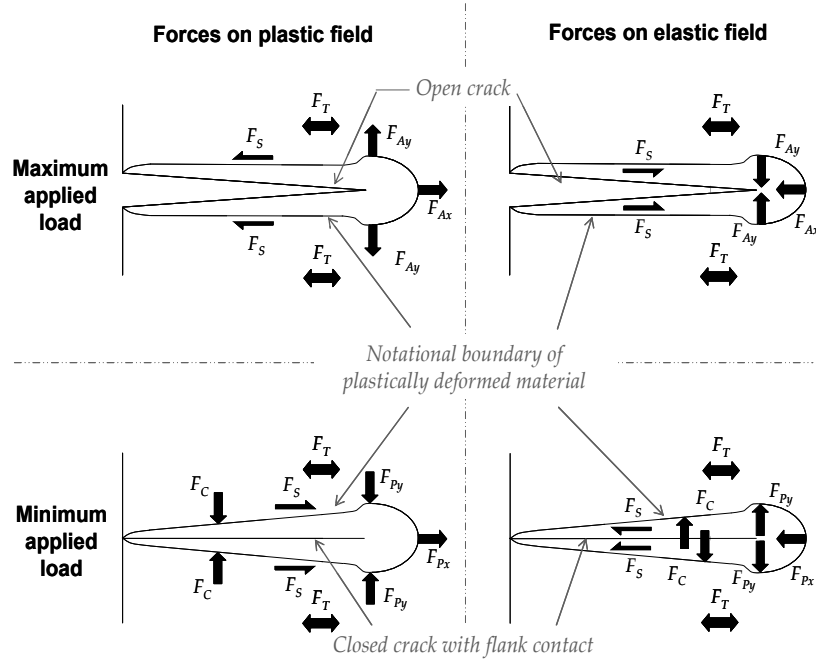 Forces on plastic field
Forces on elastic field
Open crack
F_T
F_S
F_Ay
F_Ax
F_S
F_Ay
F_T
Maximum
applied
load
F_T
F_S
F_Ay
F_S
F_Ay
F_Ax
F_T
Notational boundary of
plastically deformed material
F_T
F_C
F_S
F_Py
F_Px
F_C
F_S
F_T
F_Py
Minimum
applied
load
F_T
F_S
F_C
F_Py
F_S
F_C
F_Py
F_Px
F_T
Closed crack with flank contact